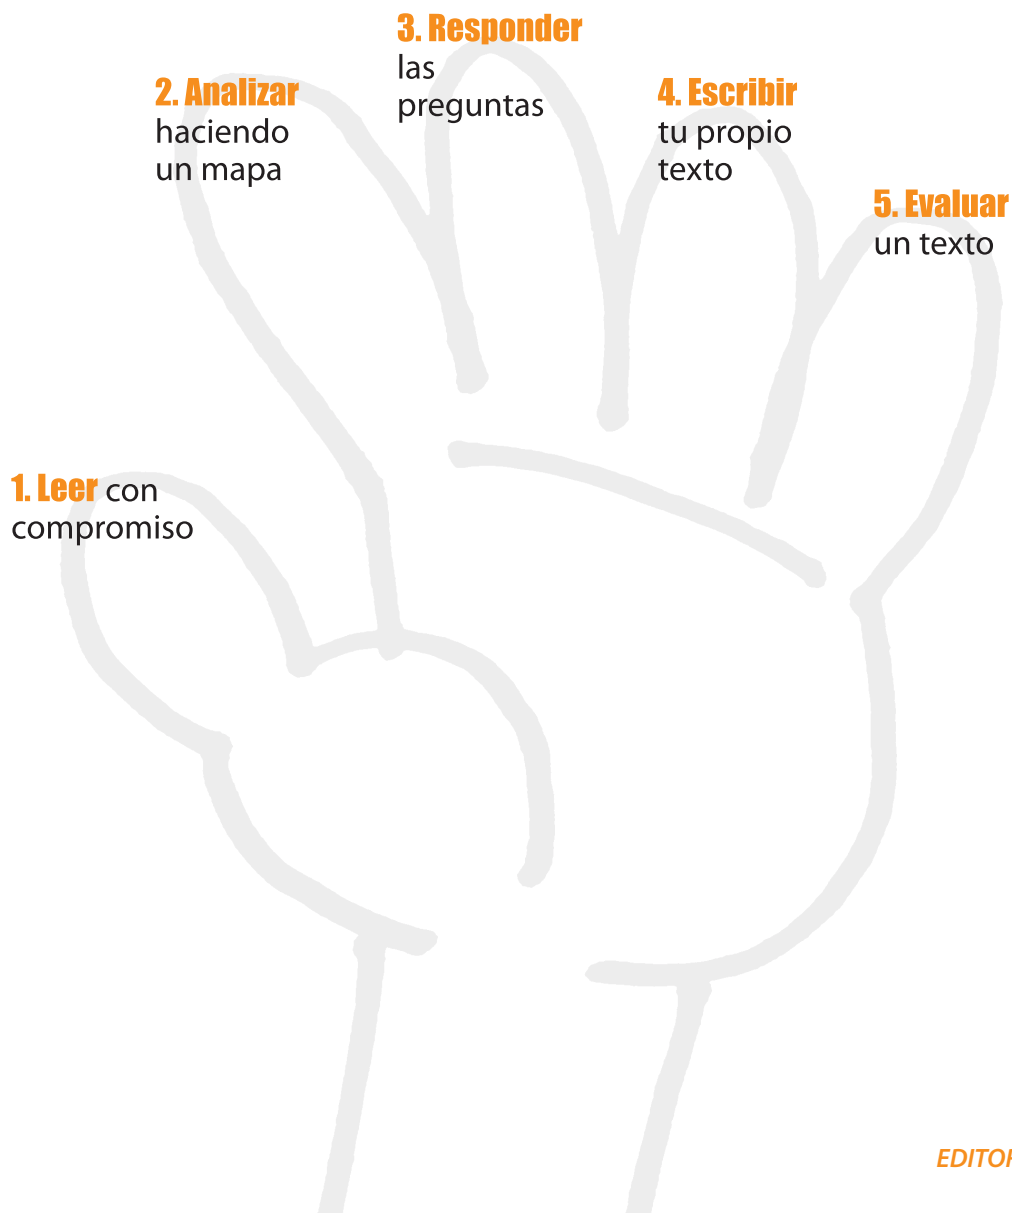 3. Responder
las
preguntas
2. Analizar
haciendo
un mapa
4. Escribir
tu propio
texto
5. Evaluar
un texto
1. Leer con
compromiso